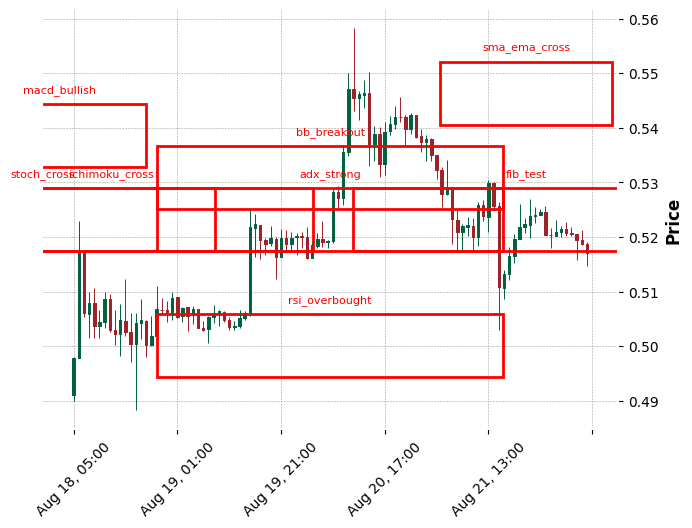 sma_ema_cross
macd_bullish
bb_breakout
stoch_cross
ichimoku_cross
adx_strong
fib_test
rsi_overbought
0.56
0.55
0.54
0.53
0.52
0.51
0.50
0.49
Price
Aug 18, 05:00
Aug 19, 01:00
Aug 19, 21:00
Aug 20, 17:00
Aug 21, 13:00